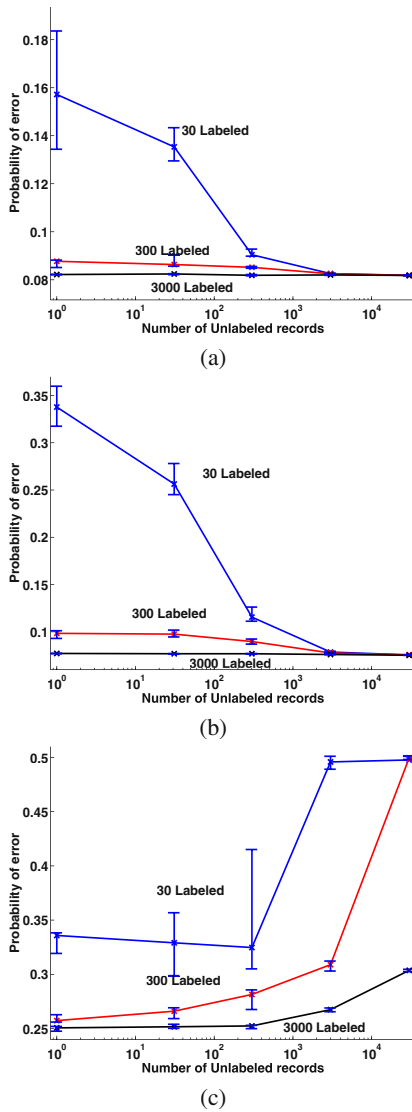 0.18
0.16
0.14
0.12
0.1
0.08
Probability of error
30 Labeled
300 Labeled
3000 Labeled
10^0 10^1 10^2 10^3 10^4
Number of Unlabeled records
(a)
0.35
0.3
0.25
0.2
0.15
0.1
Probability of error
30 Labeled
300 Labeled
3000 Labeled
10^0 10^1 10^2 10^3 10^4
Number of Unlabeled records
(b)
0.5
0.45
0.4
0.35
0.3
0.25
Probability of error
30 Labeled
300 Labeled
3000 Labeled
10^0 10^1 10^2 10^3 10^4
Number of Unlabeled records
(c)